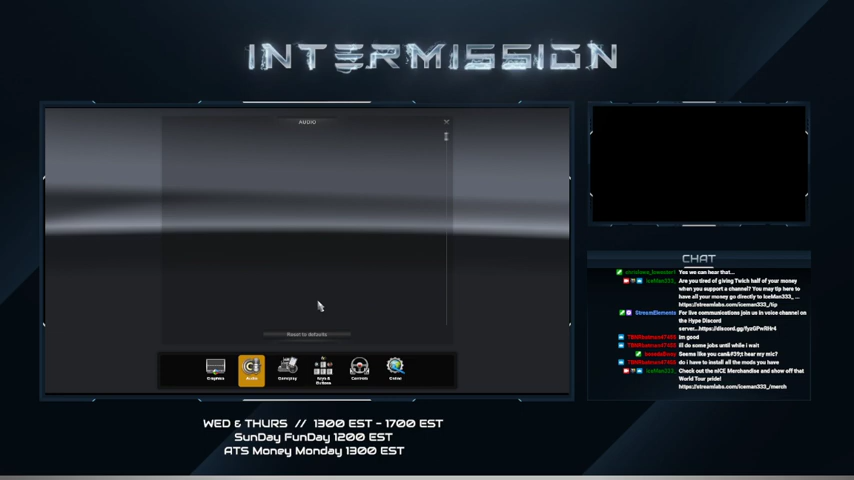 INTERMISSION
AUDIO
Reset to defaults
Graphics
Audio
Gameplay
Keys &
Buttons
Controls
Online
CHAT
Yes we can hear that...
IceMan333_ Are you tired of giving Twich half of your money
when you support a channel? You may tip here to
have all your money go directly to IceMan333_ ...
https://streamlabs.com/iceman333_/tip
StreamElements For live communications join us in voice channel on
the Hype Discord
server...https://discord.gg/fyxGPwRHr4
im good
ill do some jobs until while i wait
Seems like you can&#39;t hear my mic?
do i have to install all the mods you have
IceMan333_ Check out the nICE Merchandise and show off that
World Tour pride!
https://streamlabs.com/iceman333_/merch
WED & THURS // 1300 EST - 1700 EST
SunDay FunDay 1200 EST
ATS Money Monday 1300 EST